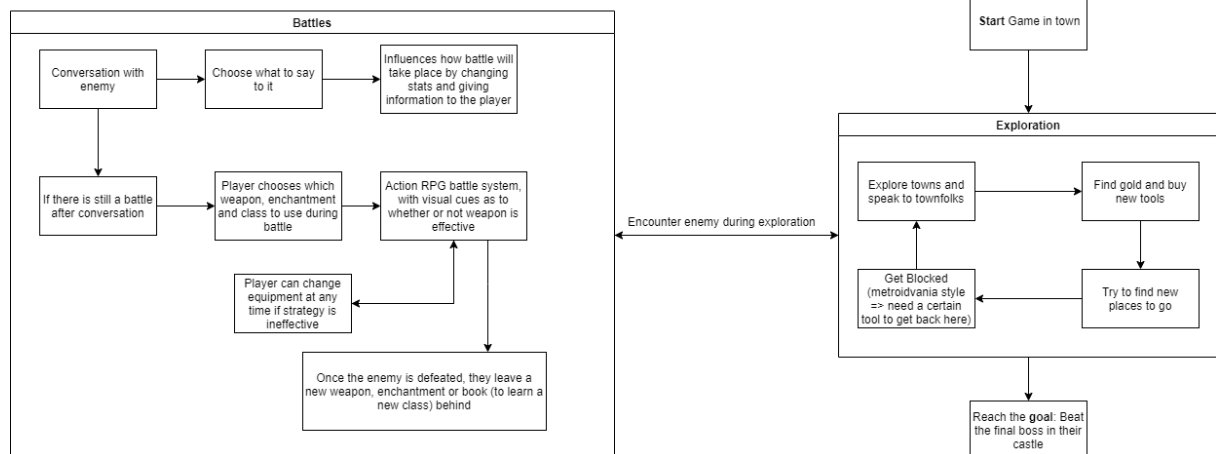 Battles
Conversation with
enemy
Choose what to say
to it
Influences how battle will
take place by changing
stats and giving
information to the player
If there is still a battle
after conversation
Player chooses which
weapon, enchantment
and class to use during
battle
Action RPG battle system,
with visual cues as to
whether or not weapon is
effective
Player can change
equipment at any
time if strategy is
ineffective
Once the enemy is defeated, they leave a
new weapon, enchantment or book (to learn a
new class) behind
Encounter enemy during exploration
Start Game in town
Exploration
Explore towns and
speak to townfolks
Find gold and buy
new tools
Get Blocked
(metroidvania style
=> need a certain
tool to get back here)
Try to find new
places to go
Reach the goal: Beat
the final boss in their
castle